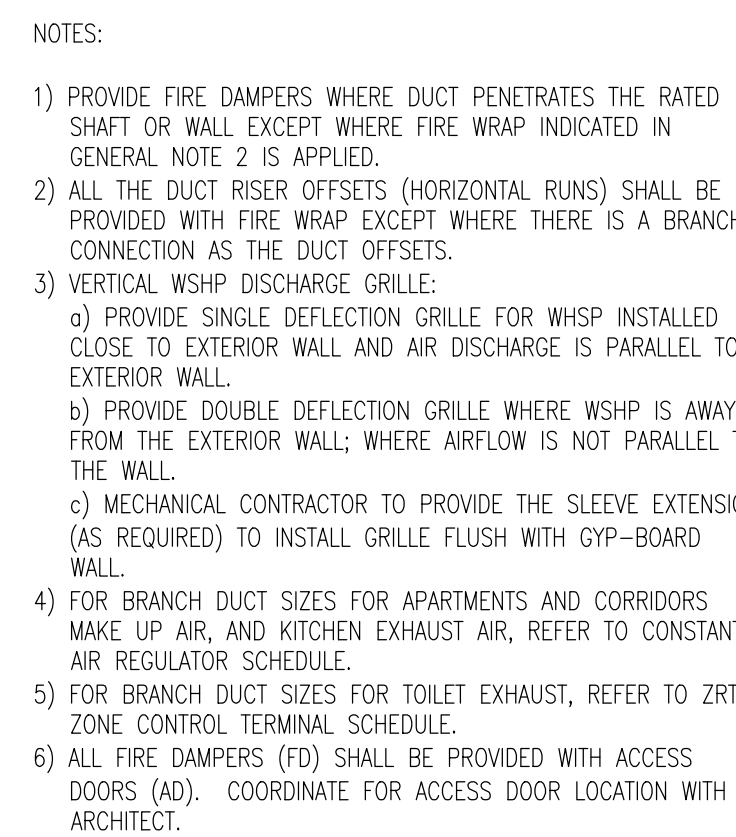 NOTES:
1) PROVIDE FIRE DAMPERS WHERE DUCT PENETRATES THE RATED
SHAFT OR WALL EXCEPT WHERE FIRE WRAP INDICATED IN
GENERAL NOTE 2 IS APPLIED.
2) ALL THE DUCT RISER OFFSETS (HORIZONTAL RUNS) SHALL BE
PROVIDED WITH FIRE WRAP EXCEPT WHERE THERE IS A BRANCH
CONNECTION AS THE DUCT OFFSETS.
3) VERTICAL WSHP DISCHARGE GRILLE:
a) PROVIDE SINGLE DEFLECTION GRILLE FOR WHSP INSTALLED
CLOSE TO EXTERIOR WALL AND AIR DISCHARGE IS PARALLEL TO
EXTERIOR WALL.
b) PROVIDE DOUBLE DEFLECTION GRILLE WHERE WSHP IS AWAY
FROM THE EXTERIOR WALL; WHERE AIRFLOW IS NOT PARALLEL
THE WALL.
c) MECHANICAL CONTRACTOR TO PROVIDE THE SLEEVE
(AS REQUIRED) TO INSTALL GRILLE FLUSH WITH GYP-BOARD
WALL.
4) FOR BRANCH DUCT SIZES FOR APARTMENTS AND CORRIDORS
MAKE UP AIR, AND KITCHEN EXHAUST AIR, REFER TO CONSTANT
AIR REGULATOR SCHEDULE.
5) FOR BRANCH DUCT SIZES FOR TOILET EXHAUST, REFER TO ZRT
ZONE CONTROL TERMINAL SCHEDULE.
6) ALL FIRE DAMPERS (FD) SHALL BE PROVIDED WITH ACCESS
DOORS (AD). COORDINATE FOR ACCESS DOOR LOCATION WITH
ARCHITECT.